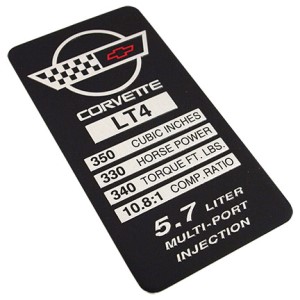 CORVETTE
LT4
350 CUBIC INCHES
330 HORSE POWER
340 TORQUE FT. LBS.
10.8:1 COMP. RATIO
5.7 LITER
MULTI-PORT
INJECTION